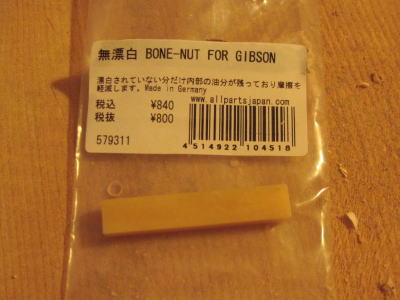 無漂白 BONE-NUT FOR GIBSON
漂白されていない分だけ内部の油分が残っており摩擦を
軽減します。Made in Germany
税込 ¥840 www.allpartsjapan.com
税抜 ¥800
579311
4 514922 104518